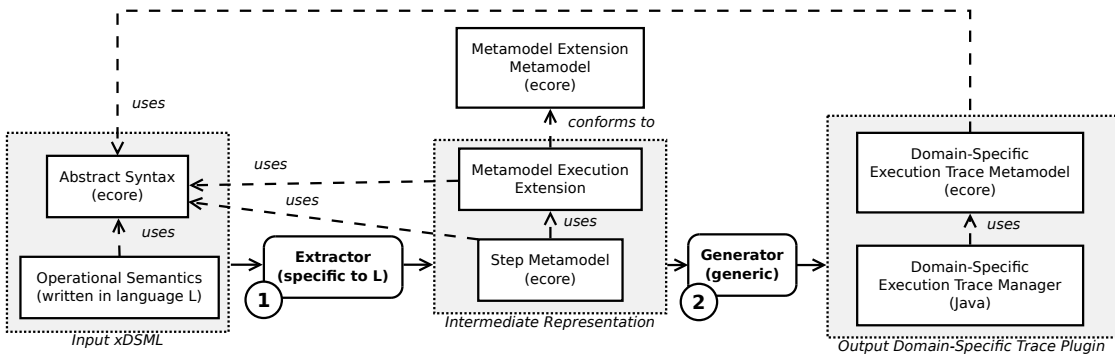 Metamodel Extension
Metamodel
(ecore)
uses
conforms to
Abstract Syntax
(ecore)
uses
uses
Metamodel Execution
Extension
Domain-Specific
Execution Trace Metamodel
(ecore)
uses
uses
uses
Operational Semantics
(written in language L)
Extractor
(specific to L)
1
Step Metamodel
(ecore)
Generator
(generic)
2
Domain-Specific
Execution Trace Manager
(Java)
Input xDSML
Intermediate Representation
Output Domain-Specific Trace Plugin